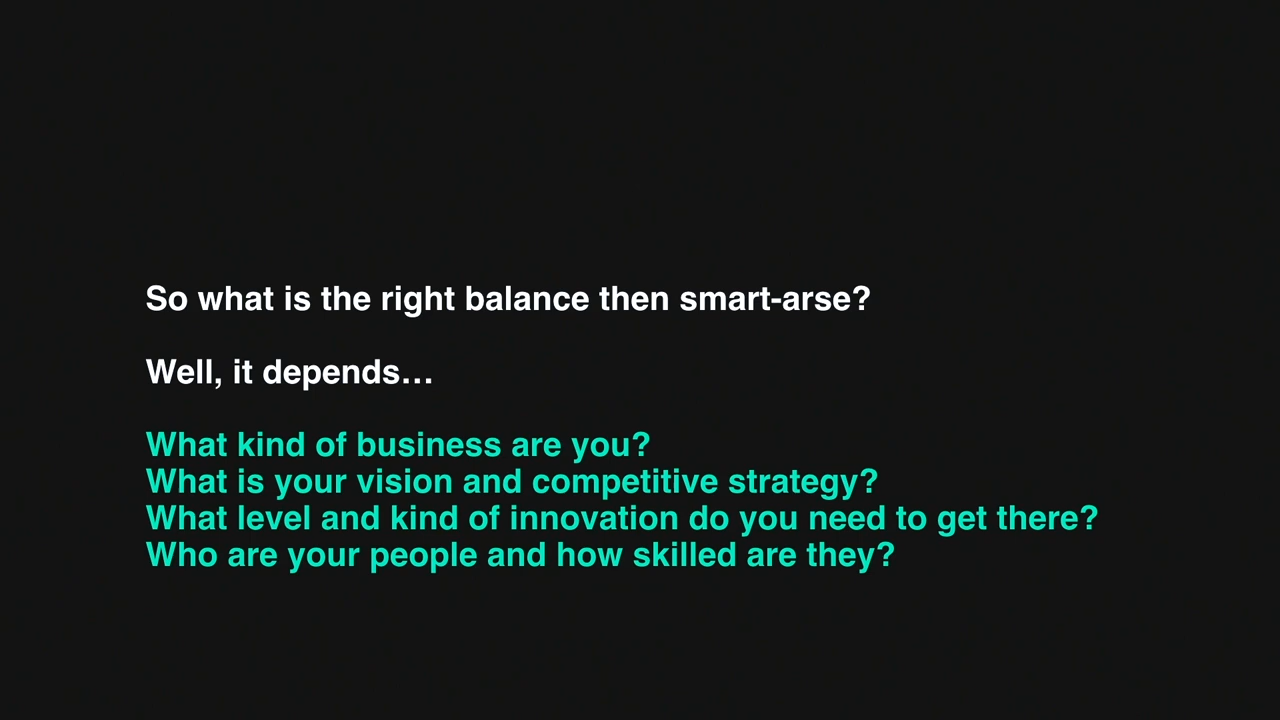 So what is the right balance then smart-arse?
Well, it depends…
What kind of business are you?
What is your vision and competitive strategy?
What level and kind of innovation do you need to get there?
Who are your people and how skilled are they?